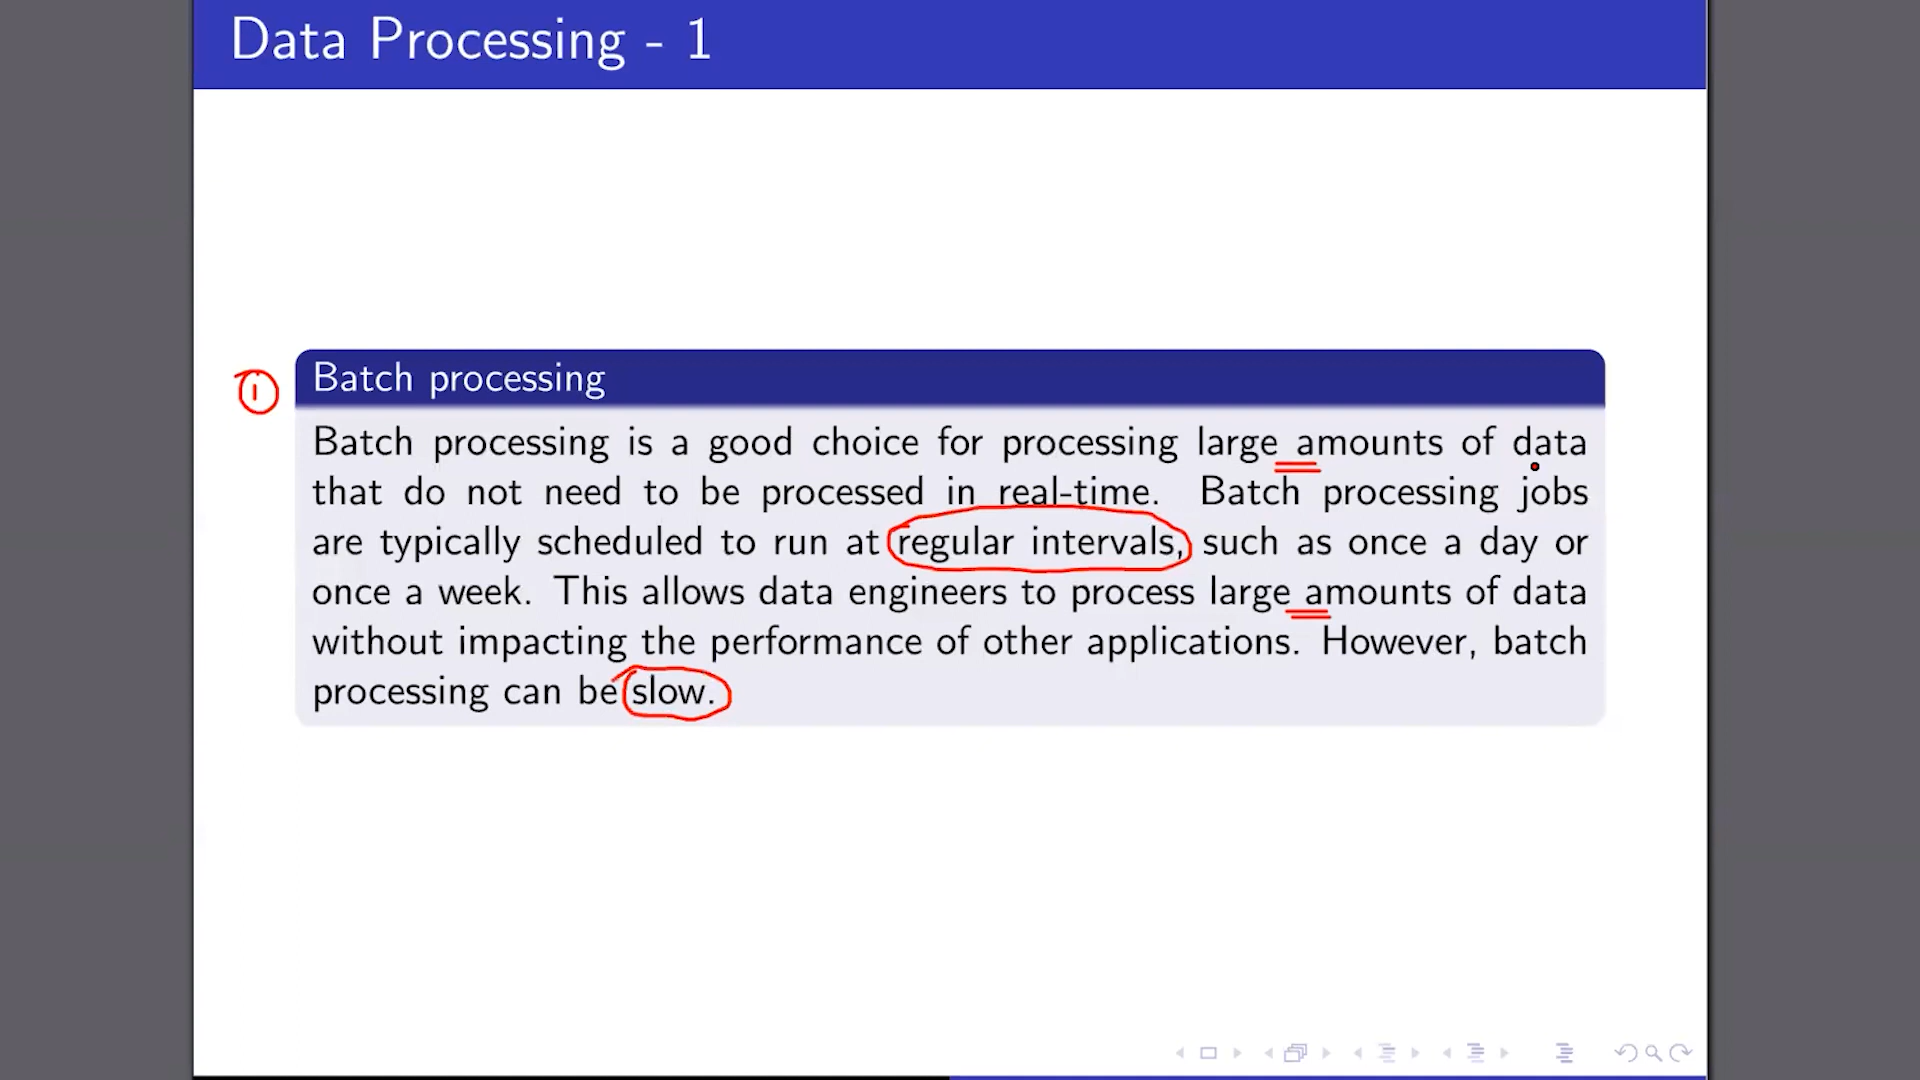 Data Processing - 1
1
Batch processing
Batch processing is a good choice for processing large amounts of data
that do not need to be processed in real-time. Batch processing jobs
are typically scheduled to run at regular intervals, such as once a day or
once a week. This allows data engineers to process large amounts of data
without impacting the performance of other applications. However, batch
processing can be slow.